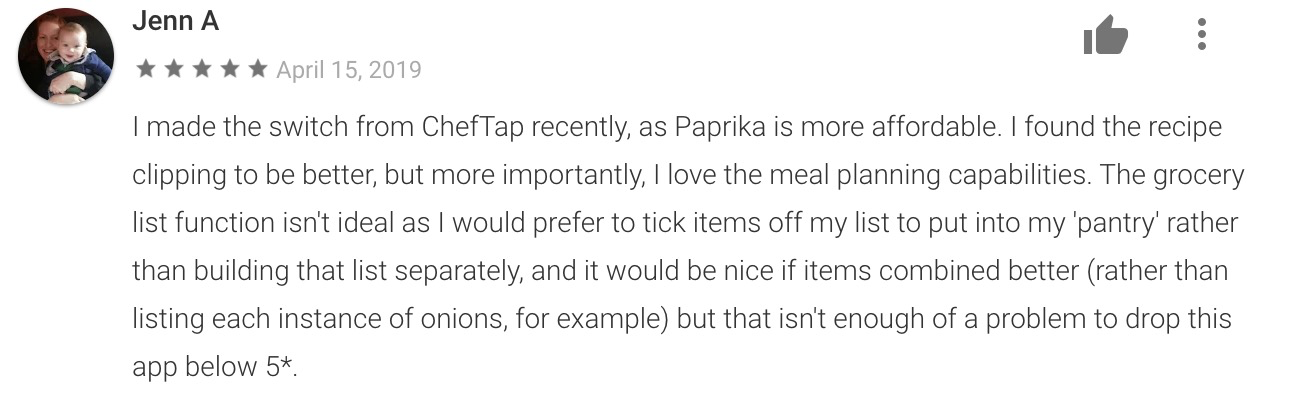 Jenn A
★★★★★ April 15, 2019
I made the switch from ChefTap recently, as Paprika is more affordable. I found the recipe
clipping to be better, but more importantly, I love the meal planning capabilities. The grocery
list function isn't ideal as I would prefer to tick items off my list to put into my 'pantry' rather
than building that list separately, and it would be nice if items combined better (rather than
listing each instance of onions, for example) but that isn't enough of a problem to drop this
app below 5*.